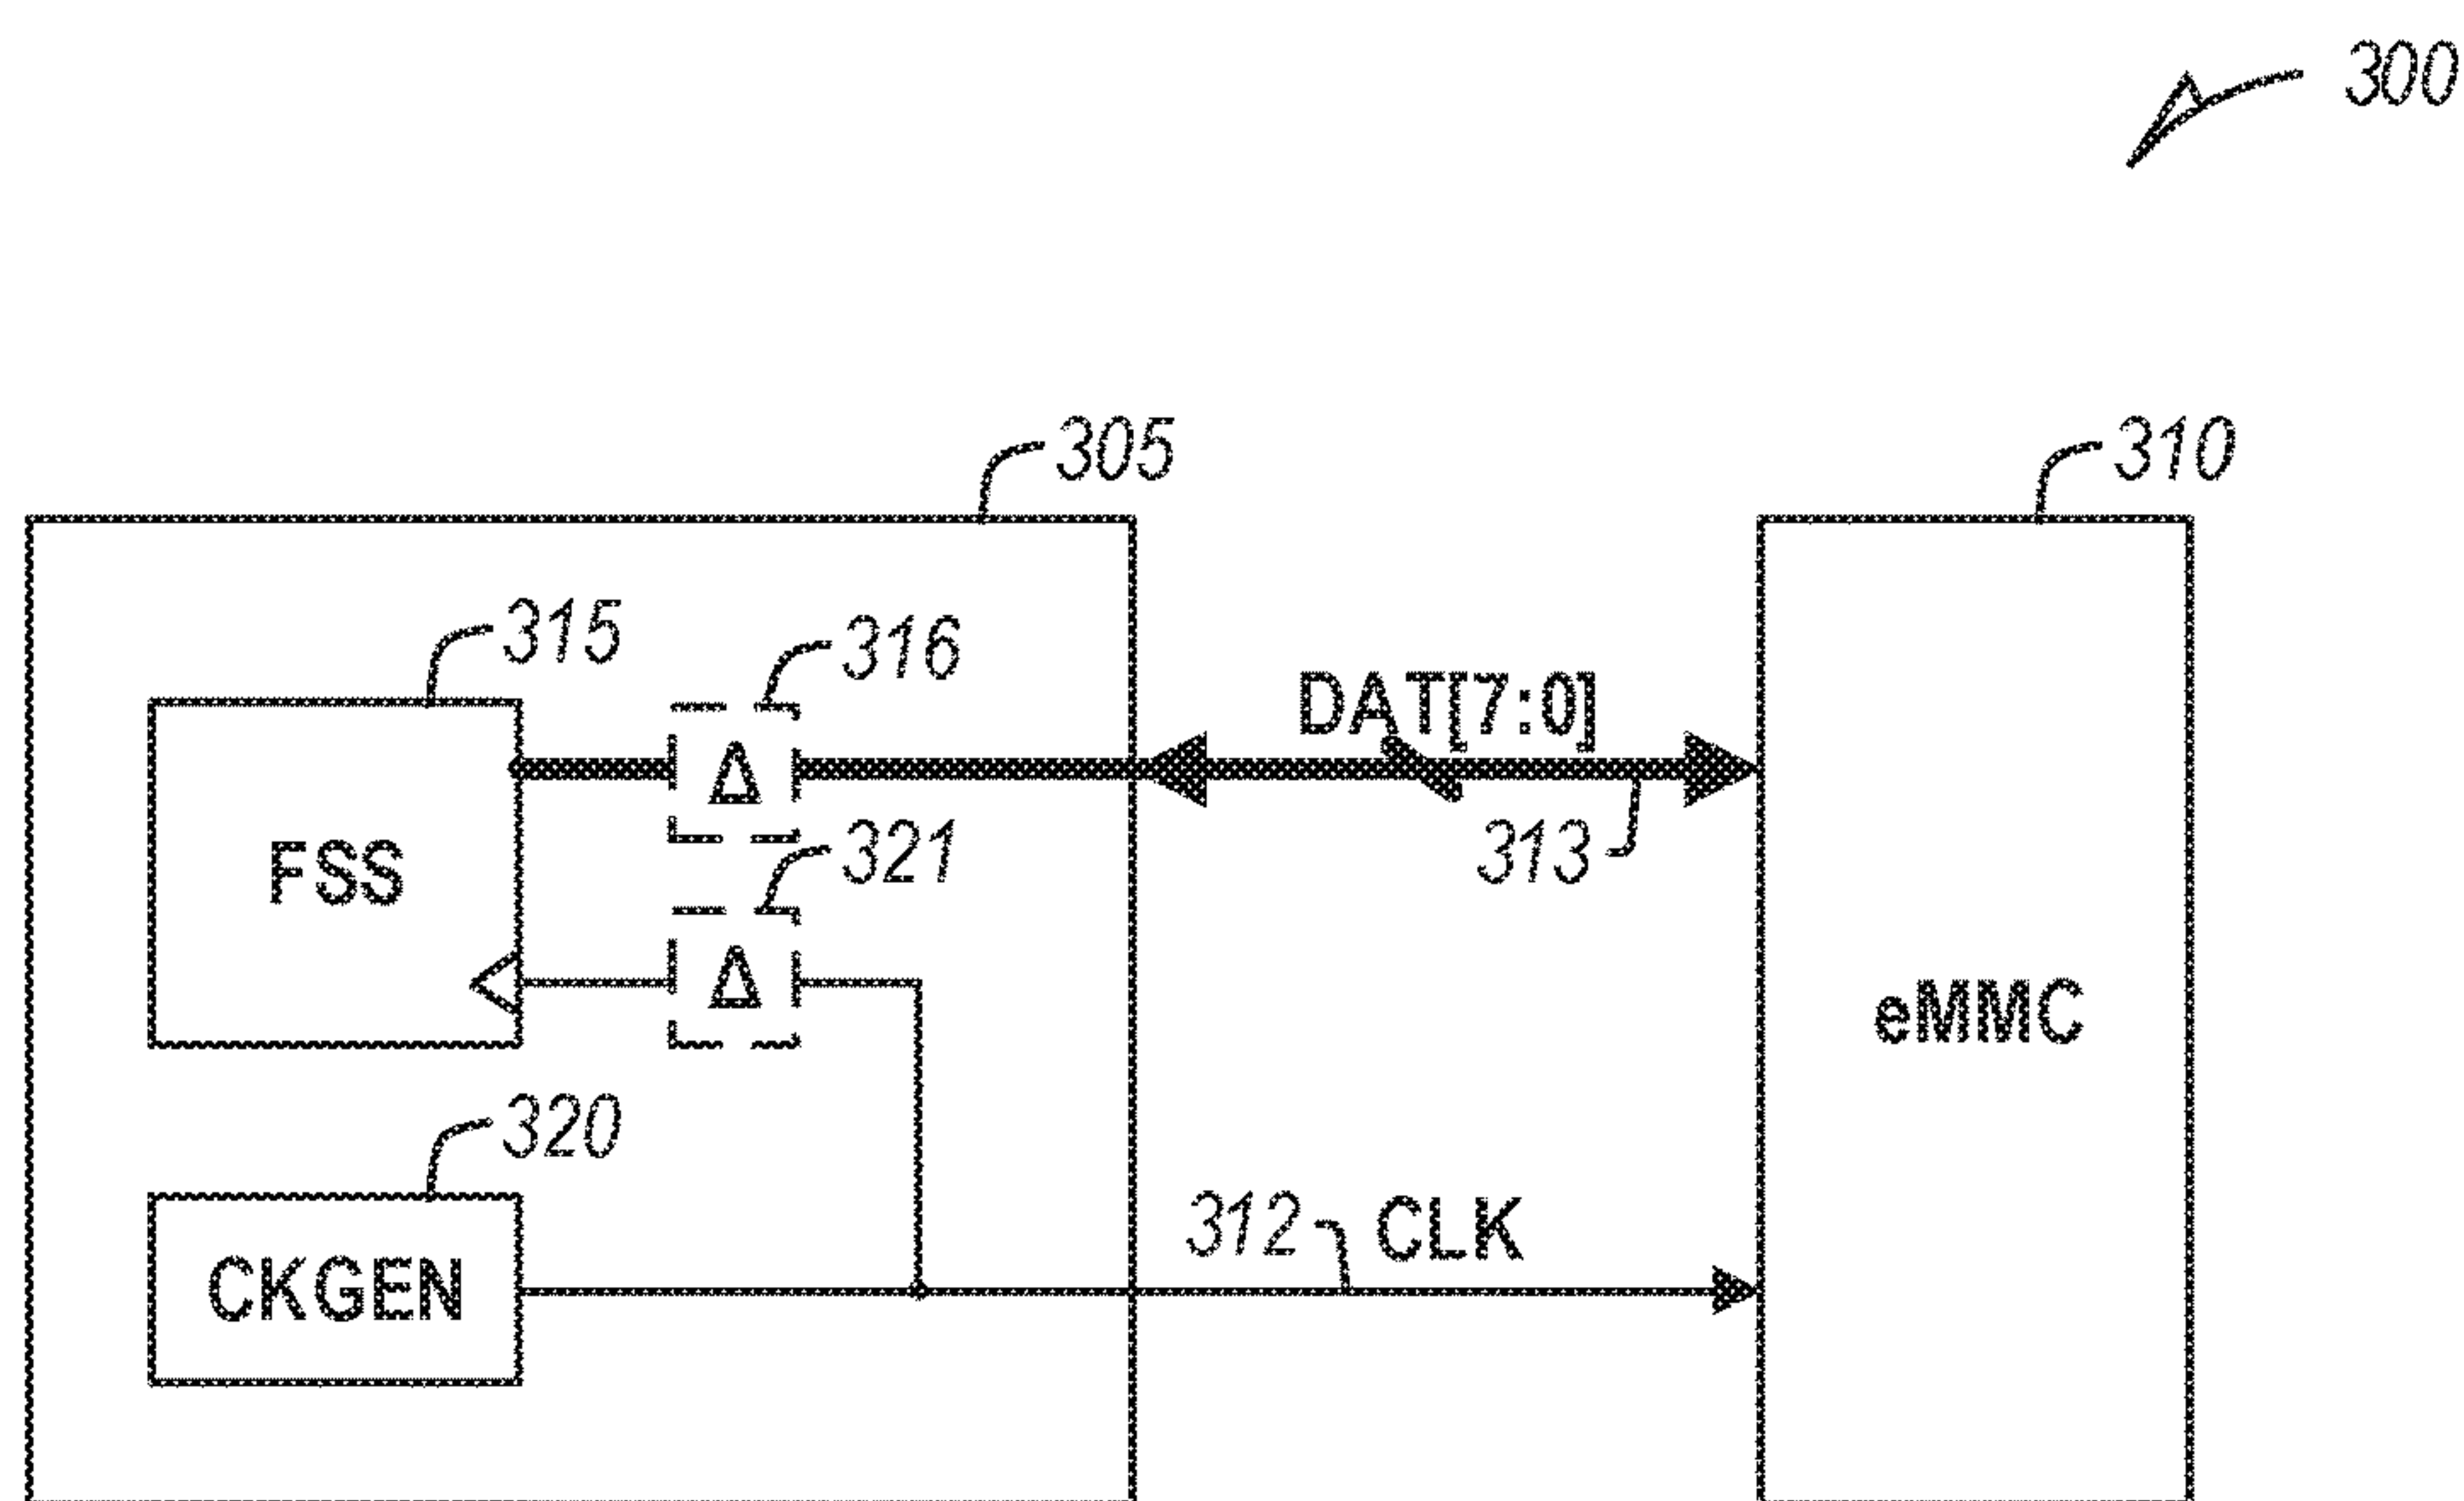 300
305
310
315
316
DAT[7:0]
Δ
313
321
FSS
Δ
eMMC
320
312
CLK
CKGEN